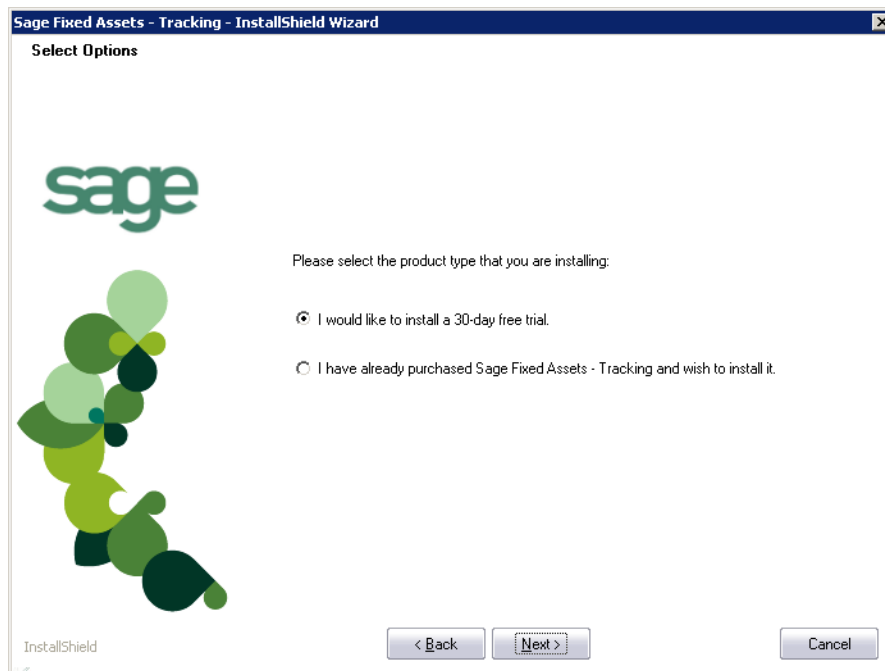 Sage Fixed Assets - Tracking - InstallShield Wizard
Select Options
sage
Please select the product type that you are installing:
I would like to install a 30-day free trial.
I have already purchased Sage Fixed Assets - Tracking and wish to install it.
InstallShield
< Back
Next >
Cancel